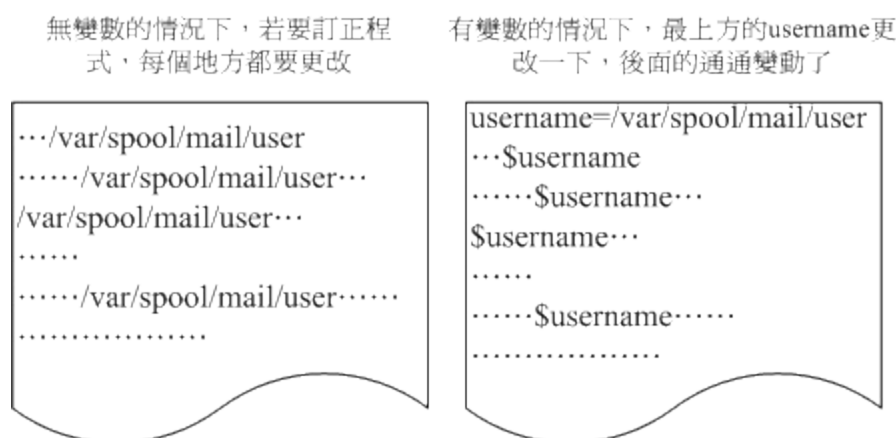 無變數的情況下，若要訂正程
式，每個地方都要更改
…/var/spool/mail/user
……/var/spool/mail/user…
/var/spool/mail/user…
……
……/var/spool/mail/user……
………………
有變數的情況下，最上方的username更
改一下，後面的通通變動了
username=/var/spool/mail/user
…$username
……$username…
$username…
……
……$username……
………………